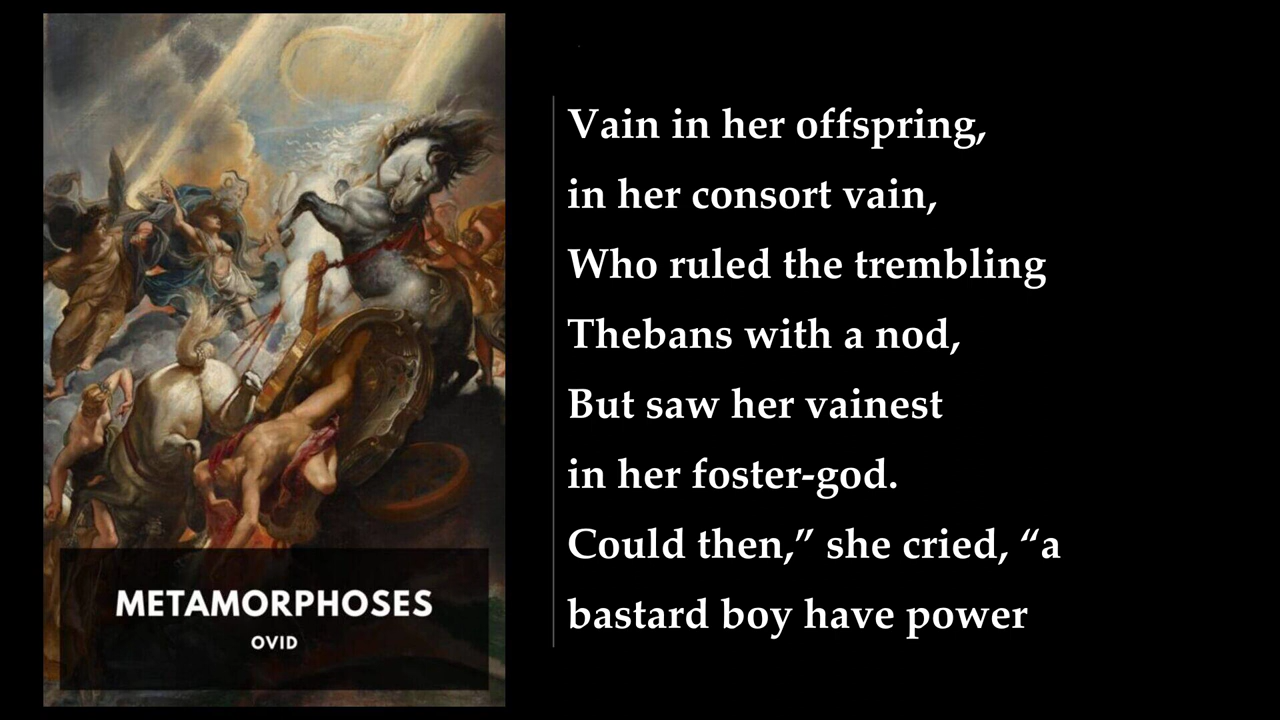 METAMORPHOSES
OVID
Vain in her offspring,
in her consort vain,
Who ruled the trembling
Thebans with a nod,
But saw her vainest
in her foster-god.
Could then,” she cried, “a
bastard boy have power